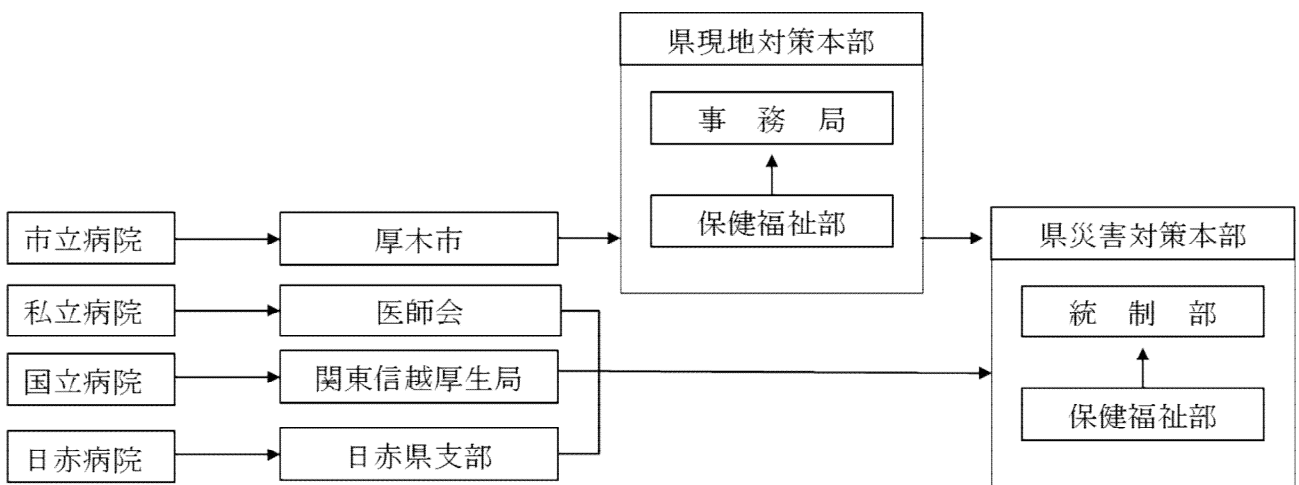 県現地対策本部
事務局
保健福祉部
市立病院
厚木市
県災害対策本部
私立病院
医師会
統制部
国立病院
関東信越厚生局
保健福祉部
日赤病院
日赤県支部